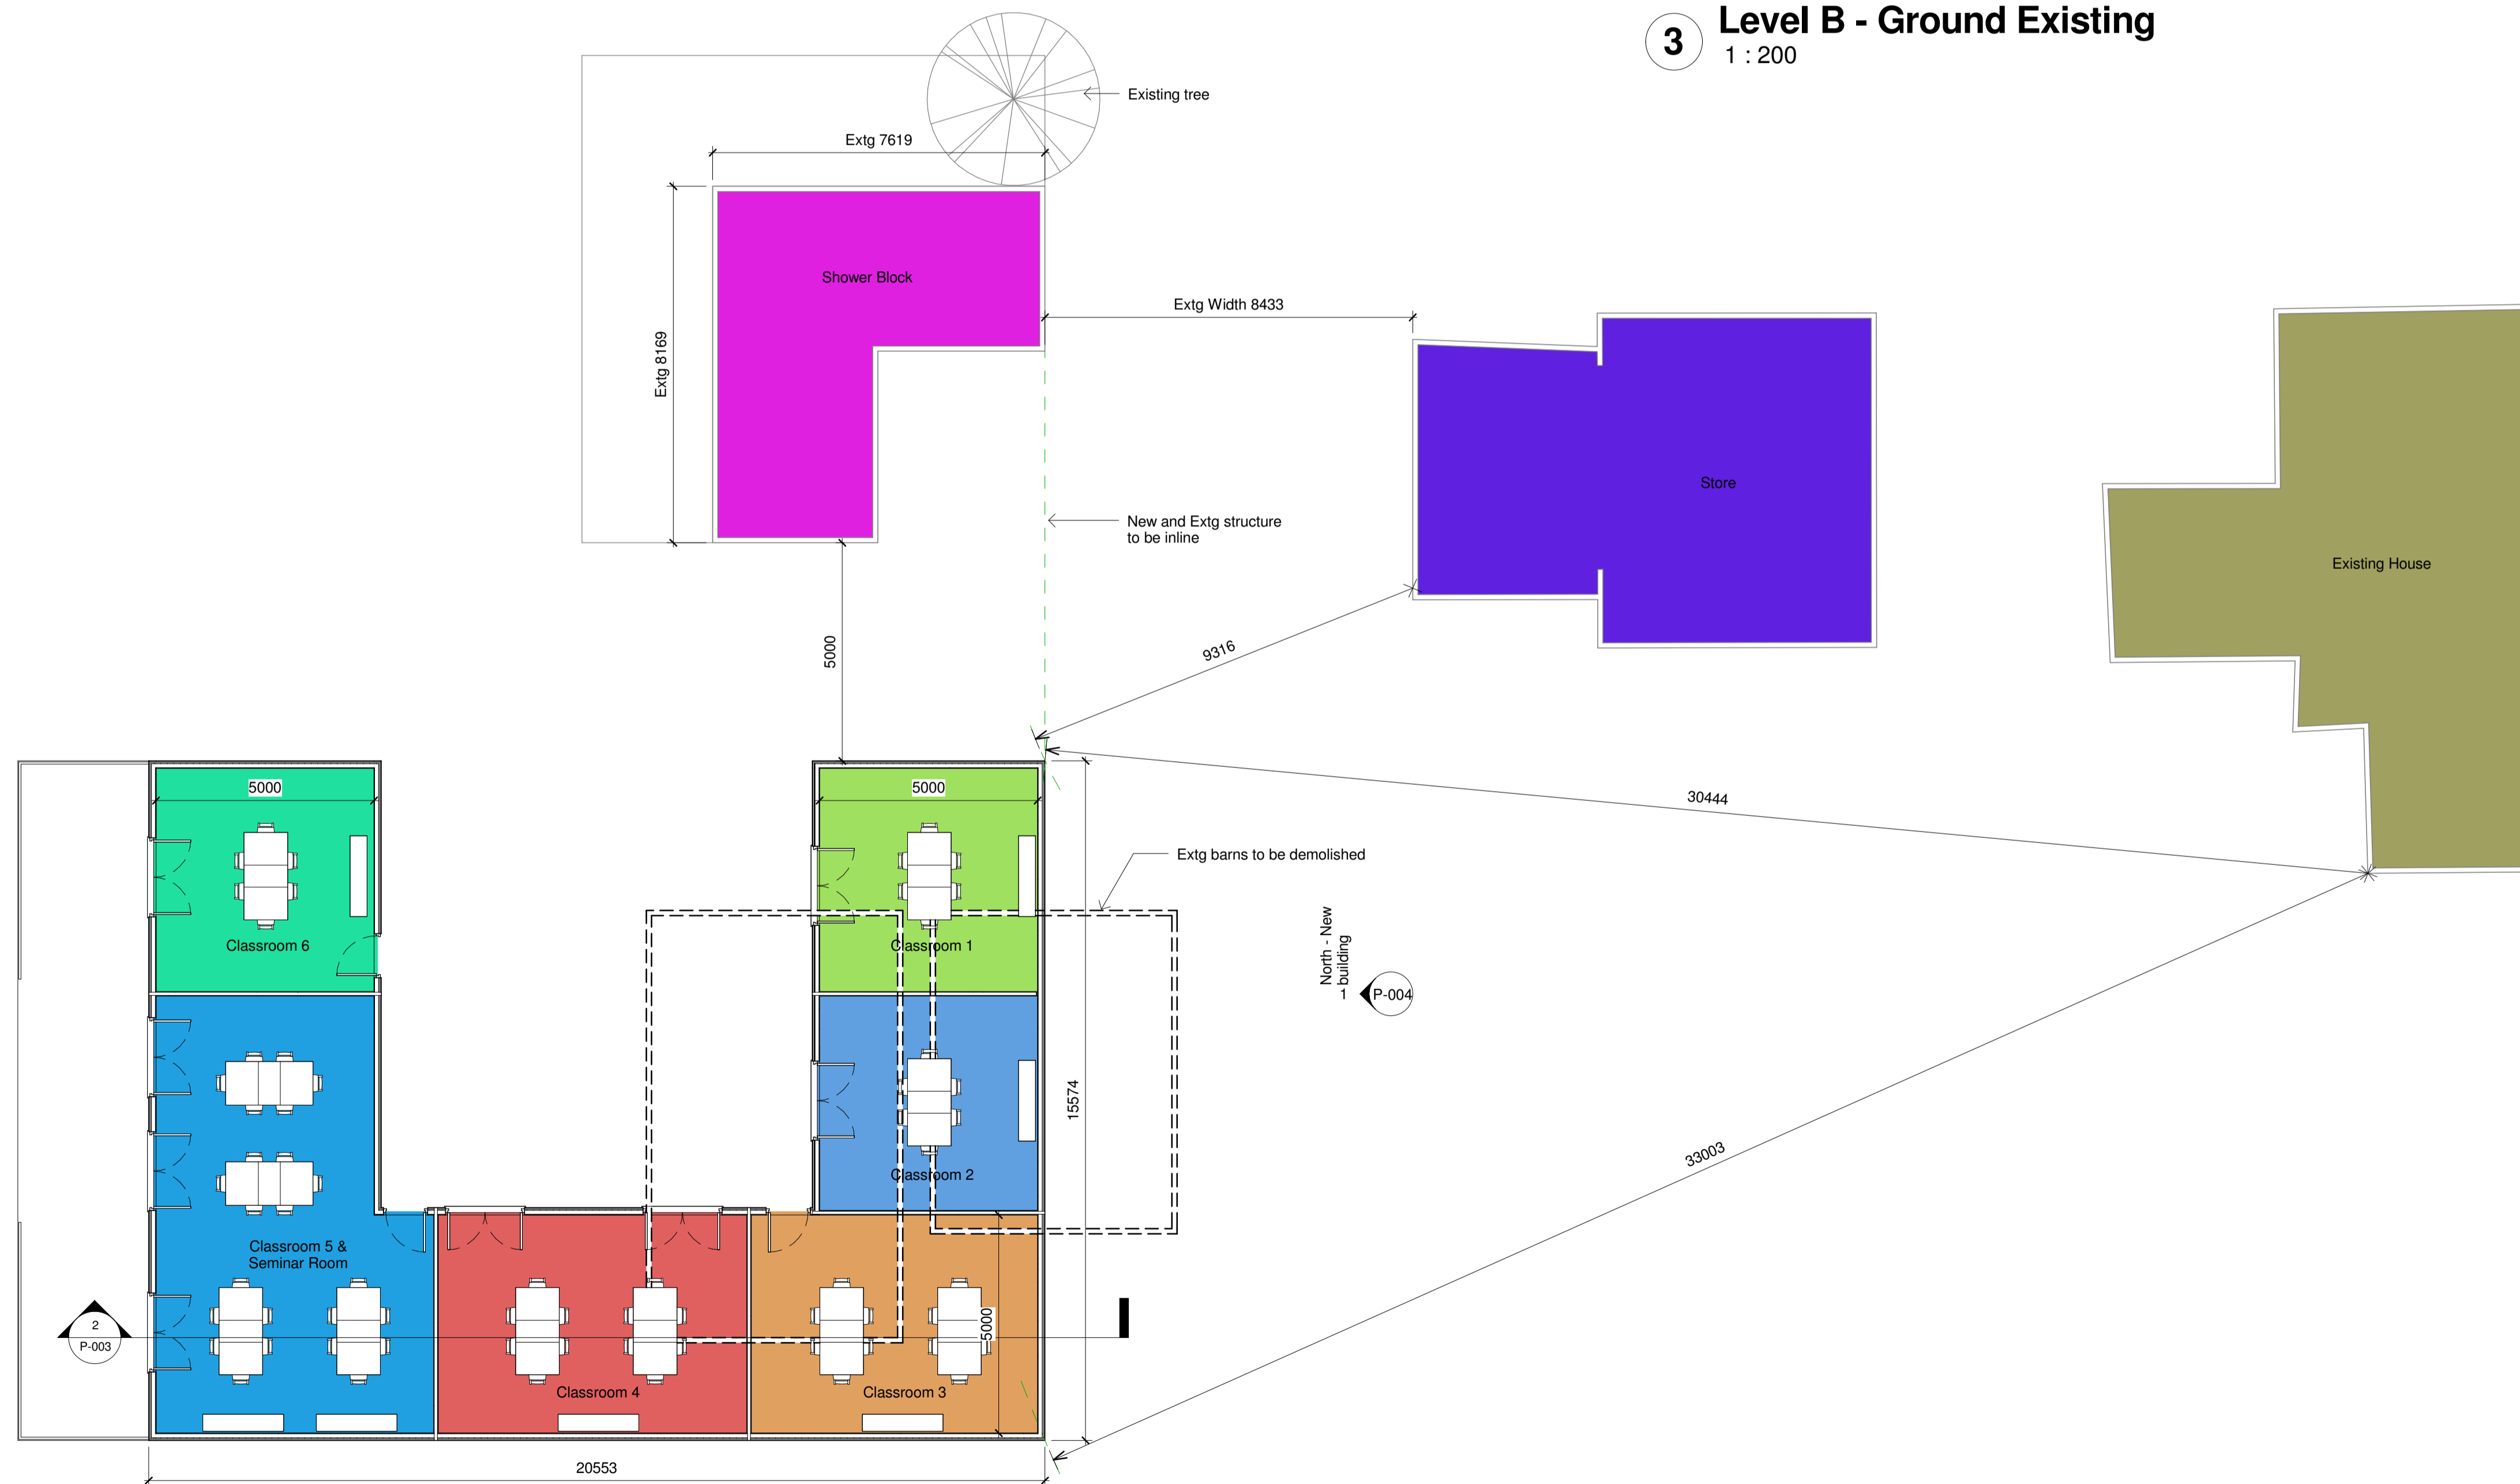 3
Level B - Ground Existing
1 : 200
Existing tree
Extg 7619
Shower Block
Extg Width 8433
Extg 8169
Store
New and Extg structure
to be inline
Existing House
9316
5000
5000
5000
30444
Extg barns to be demolished
Classroom 6
Classroom 1
North - New
building
1
P-004
15574
Classroom 2
33003
Classroom 5 &
Seminar Room
5000
2
P-003
Classroom 4
Classroom 3
20553